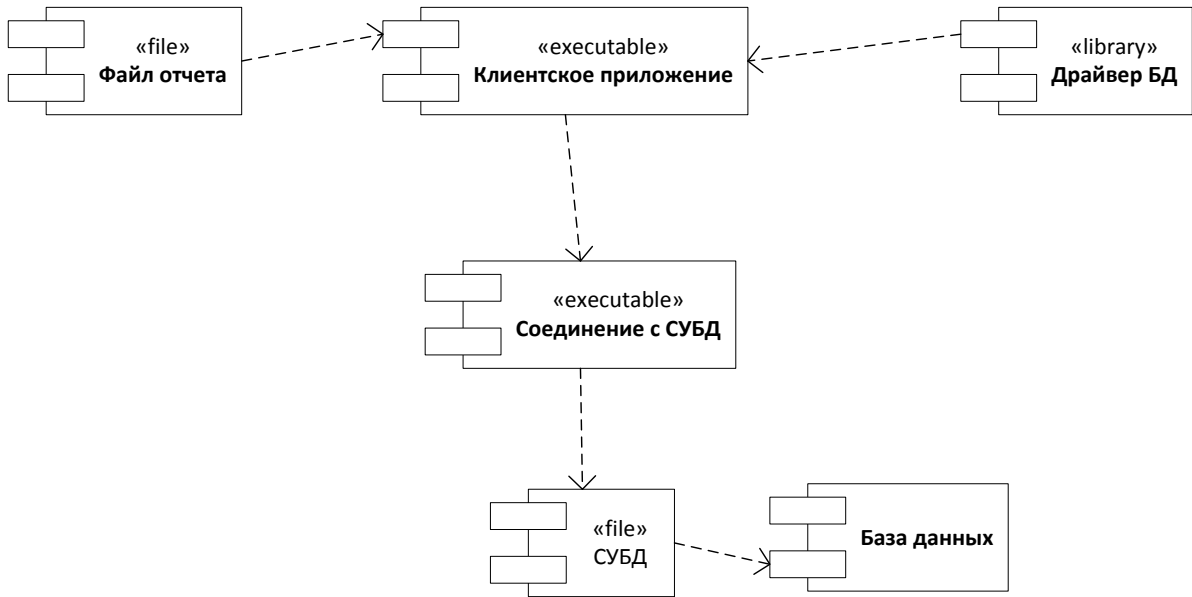 «file»
Файл отчета
«executable»
Клиентское приложение
«library»
Драйвер БД
«executable»
Соединение с СУБД
«file»
СУБД
База данных